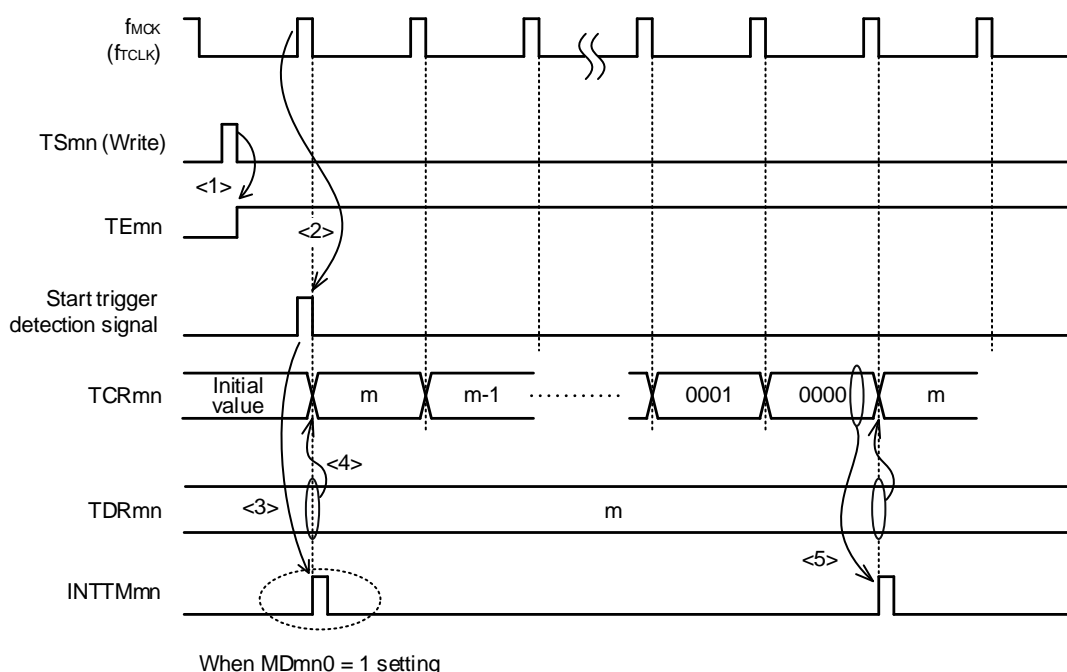 fMCK
(fTCLK)
TSmn (Write)
<1>
TEmn
<2>
Start trigger
detection signal
TCRmn
Initial
value
m
m-1
0001
0000
m
<4>
TDRmn
<3>
m
<5>
INTTMmn
When MDmn0 = 1 setting